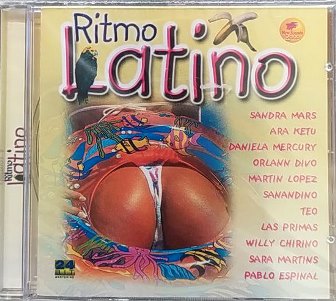 Ritmo
Latino
Ritmo
Latino
SANDRA MARS
ARA KETU
DANIELA MERCURY
ORLANN DIVO
MARTIN LOPEZ
SANANDINO
TEO
LAS PRIMAS
WILLY CHIRINO
SARA MARTINS
PABLO ESPINAL